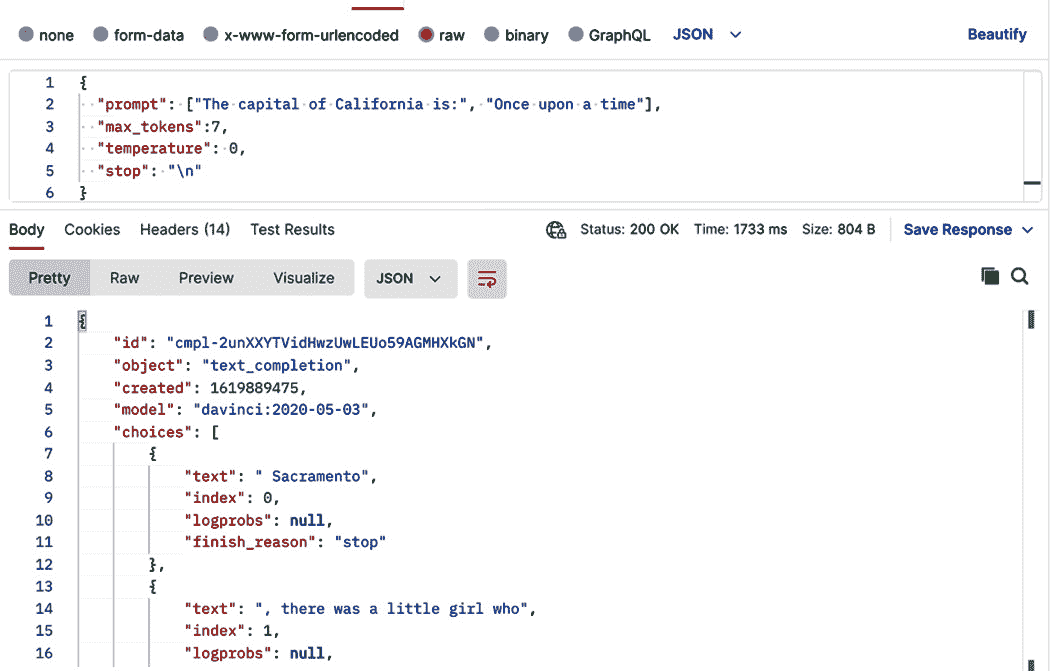 none form-data x-www-form-urlencoded raw binary GraphQL JSON Beautify
1 {
2 "prompt": ["The capital of California is:", "Once upon a time"],
3 "max_tokens":7,
4 "temperature": 0,
5 "stop": "\n"
6 }
Body Cookies Headers (14) Test Results Status: 200 OK Time: 1733 ms Size: 804 B Save Response
Pretty Raw Preview Visualize JSON
1 {
2 "id": "cmpl-2unXXYTVidHwzUwLEUo59AGMHXkGN",
3 "object": "text_completion",
4 "created": 1619889475,
5 "model": "davinci:2020-05-03",
6 "choices": [
7 {
8 "text": " Sacramento",
9 "index": 0,
10 "logprobs": null,
11 "finish_reason": "stop"
12 },
13 {
14 "text": ", there was a little girl who",
15 "index": 1,
16 "logprobs": null,